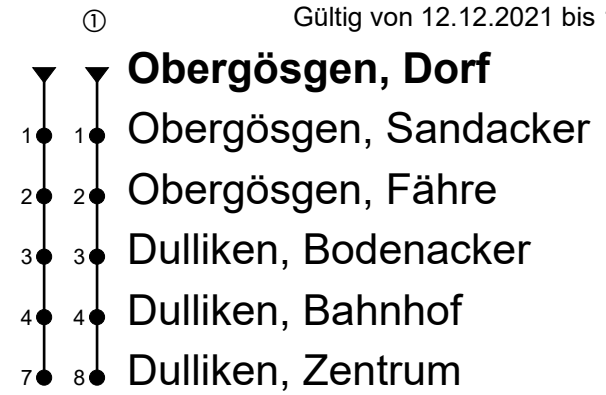 ① Gültig von 12.12.2021 bis
Obergösgen, Dorf
1 1 Obergösgen, Sandacker
2 2 Obergösgen, Fähre
3 3 Dulliken, Bodenacker
4 4 Dulliken, Bahnhof
7 8 Dulliken, Zentrum